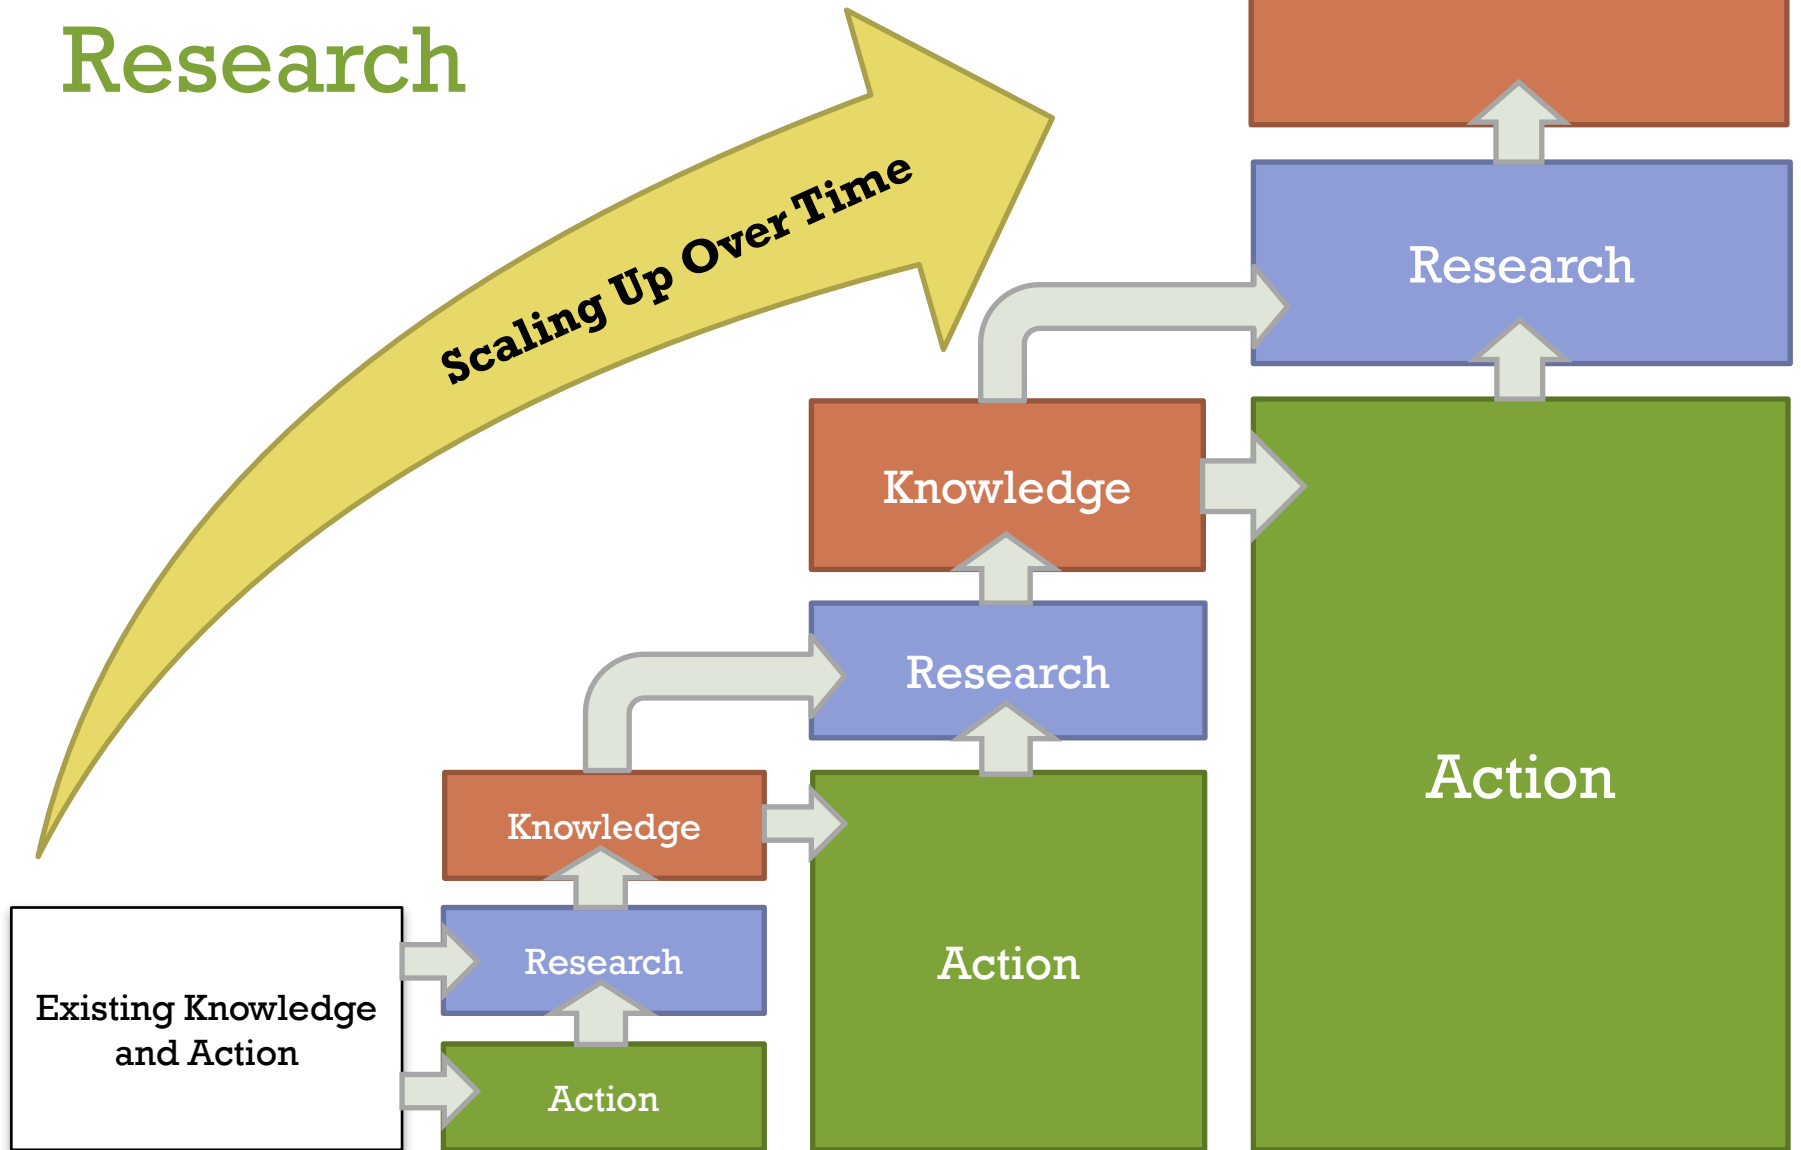 Research
Scaling Up Over Time
Research
Knowledge
Research
Action
Knowledge
Action
Research
Existing Knowledge
and Action
Action